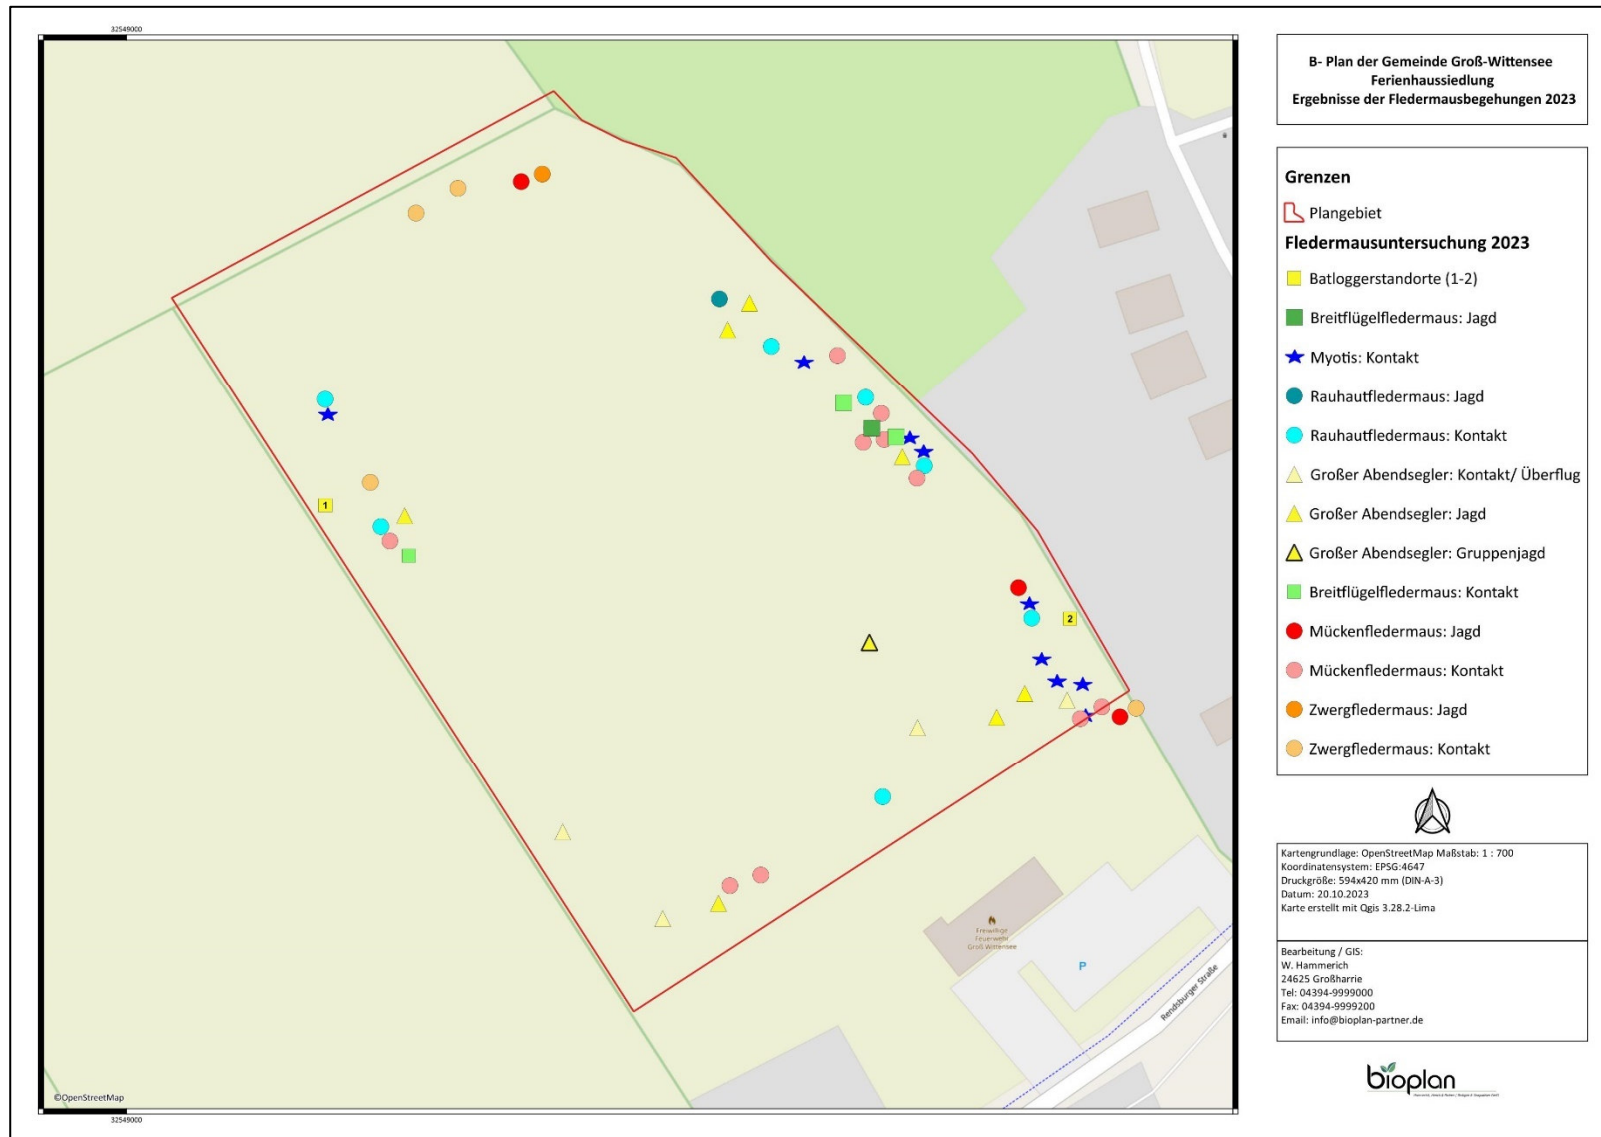 32549000
B- Plan der Gemeinde Groß-Wittensee
Ferienhaussiedlung
Ergebnisse der Fledermausbegehungen 2023
Grenzen
Plangebiet
Fledermausuntersuchung 2023
Batloggerstandorte (1-2)
Breitflügelfledermaus: Jagd
Myotis: Kontakt
Rauhautfledermaus: Jagd
Rauhautfledermaus: Kontakt
Großer Abendsegler: Kontakt/ Überflug
Großer Abendsegler: Jagd
Großer Abendsegler: Gruppenjagd
Breitflügelfledermaus: Kontakt
Mückenfledermaus: Jagd
Mückenfledermaus: Kontakt
Zwergfledermaus: Jagd
Zwergfledermaus: Kontakt
1
2
Freiwillige
Feuerwehr
Groß Wittensee
P
Rendsburger Straße
©OpenStreetMap
32549000
Kartengrundlage: OpenStreetMap Maßstab: 1 : 700
Koordinatensystem: EPSG:4647
Druckgröße: 594x420 mm (DIN-A-3)
Datum: 20.10.2023
Karte erstellt mit Qgis 3.28.2-Lima
Bearbeitung / GIS:
W. Hammerich
24625 Großharrie
Tel: 04394-9999000
Fax: 04394-9999200
Email: info@bioplan-partner.de
bioplan